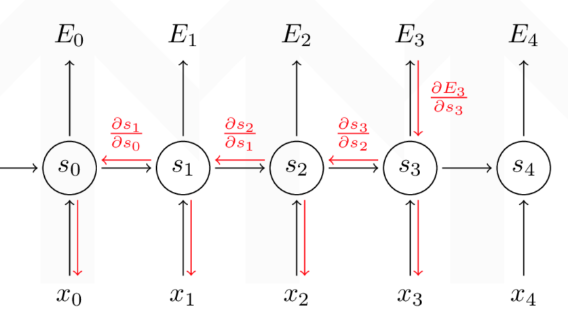 E₀ E₁ E₂ E₃ E₄
∂E₃/∂s₃
∂s₁/∂s₀ ∂s₂/∂s₁ ∂s₃/∂s₂
s₀ s₁ s₂ s₃ s₄
x₀ x₁ x₂ x₃ x₄